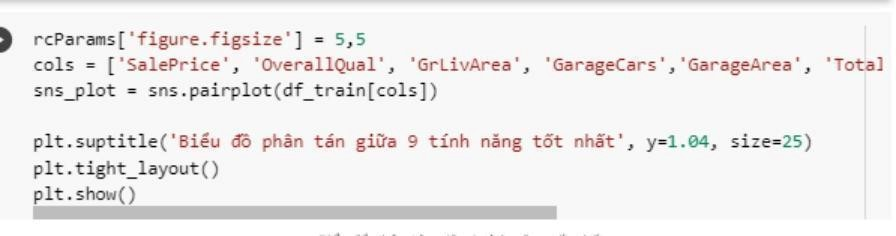 rcParams['figure.figsize'] = 5,5
cols = ['SalePrice', 'OverallQual', 'GrLivArea', 'GarageCars','GarageArea', 'Total
sns_plot = sns.pairplot(df_train[cols])
plt.suptitle('Biểu đồ phân tán giữa 9 tính năng tốt nhất', y=1.04, size=25)
plt.tight_layout()
plt.show()